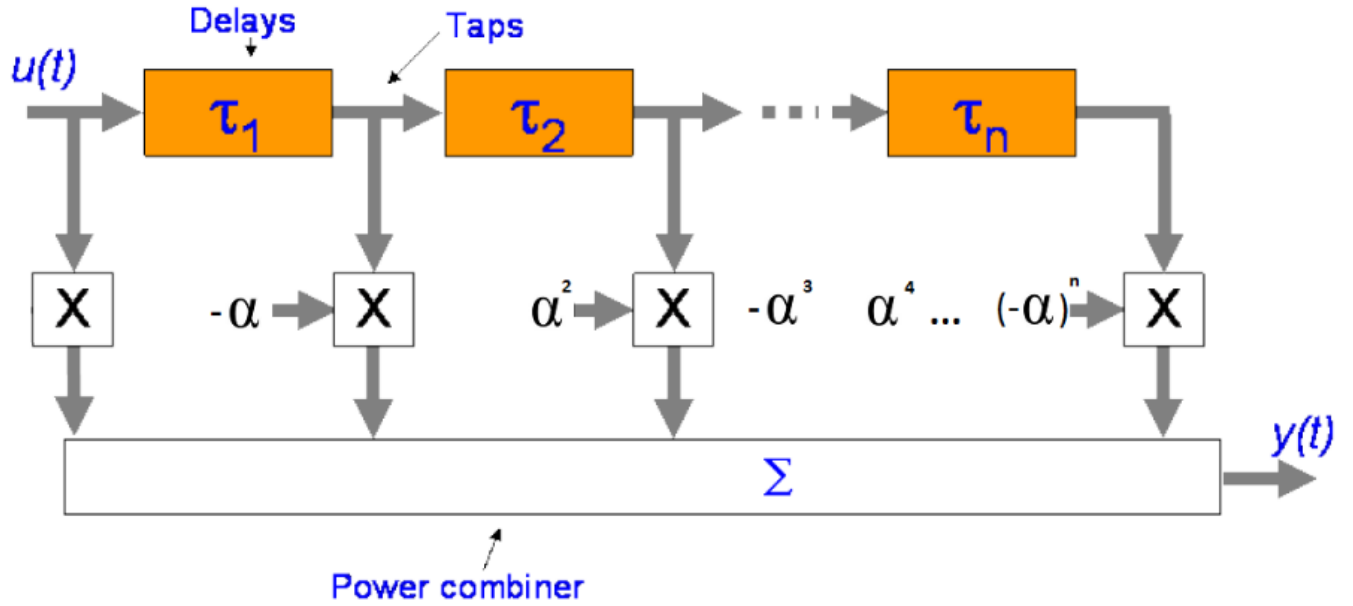 Delays
Taps
u(t)
τ1 τ2 τn
X -α X α² X -α³ α⁴ ... (-α)ⁿ X
Σ
y(t)
Power combiner